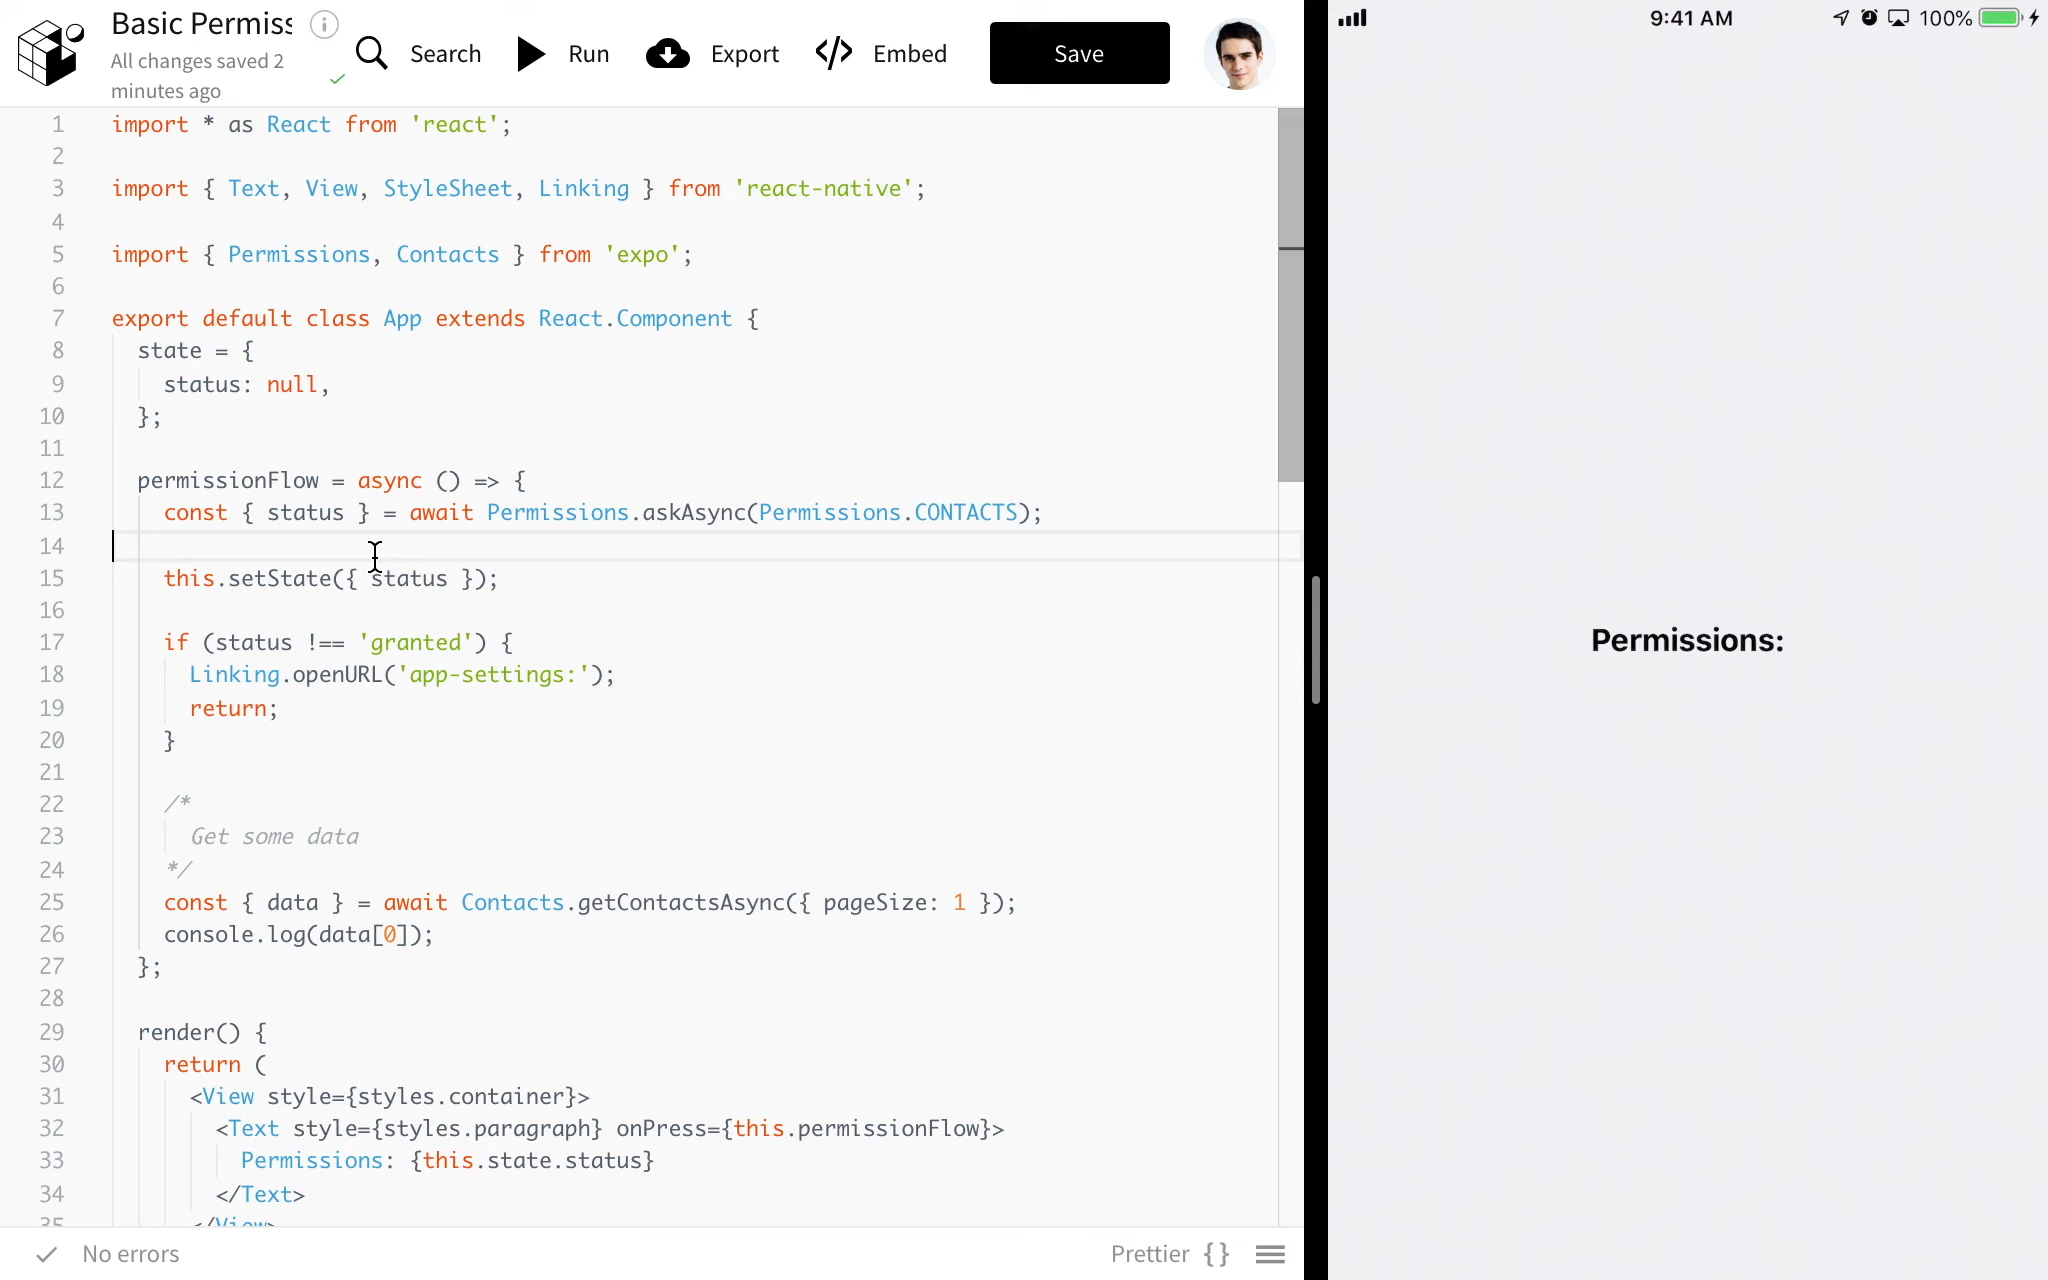 Basic Permiss
All changes saved 2
minutes ago
Search
Run
Export
Embed
Save
1 import * as React from 'react';
2
3 import { Text, View, StyleSheet, Linking } from 'react-native';
4
5 import { Permissions, Contacts } from 'expo';
6
7 export default class App extends React.Component {
8 state = {
9 status: null,
10 };
11
12 permissionFlow = async () => {
13 const { status } = await Permissions.askAsync(Permissions.CONTACTS);
14
15 this.setState({ status });
16
17 if (status !== 'granted') {
18 Linking.openURL('app-settings:');
19 return;
20 }
21
22 /*
23 Get some data
24 */
25 const { data } = await Contacts.getContactsAsync({ pageSize: 1 });
26 console.log(data[0]);
27 };
28
29 render() {
30 return (
31 <View style={styles.container}>
32 <Text style={styles.paragraph} onPress={this.permissionFlow}>
33 Permissions: {this.state.status}
34 </Text>
35 </View>
No errors
Prettier {}
9:41 AM
100%
Permissions: